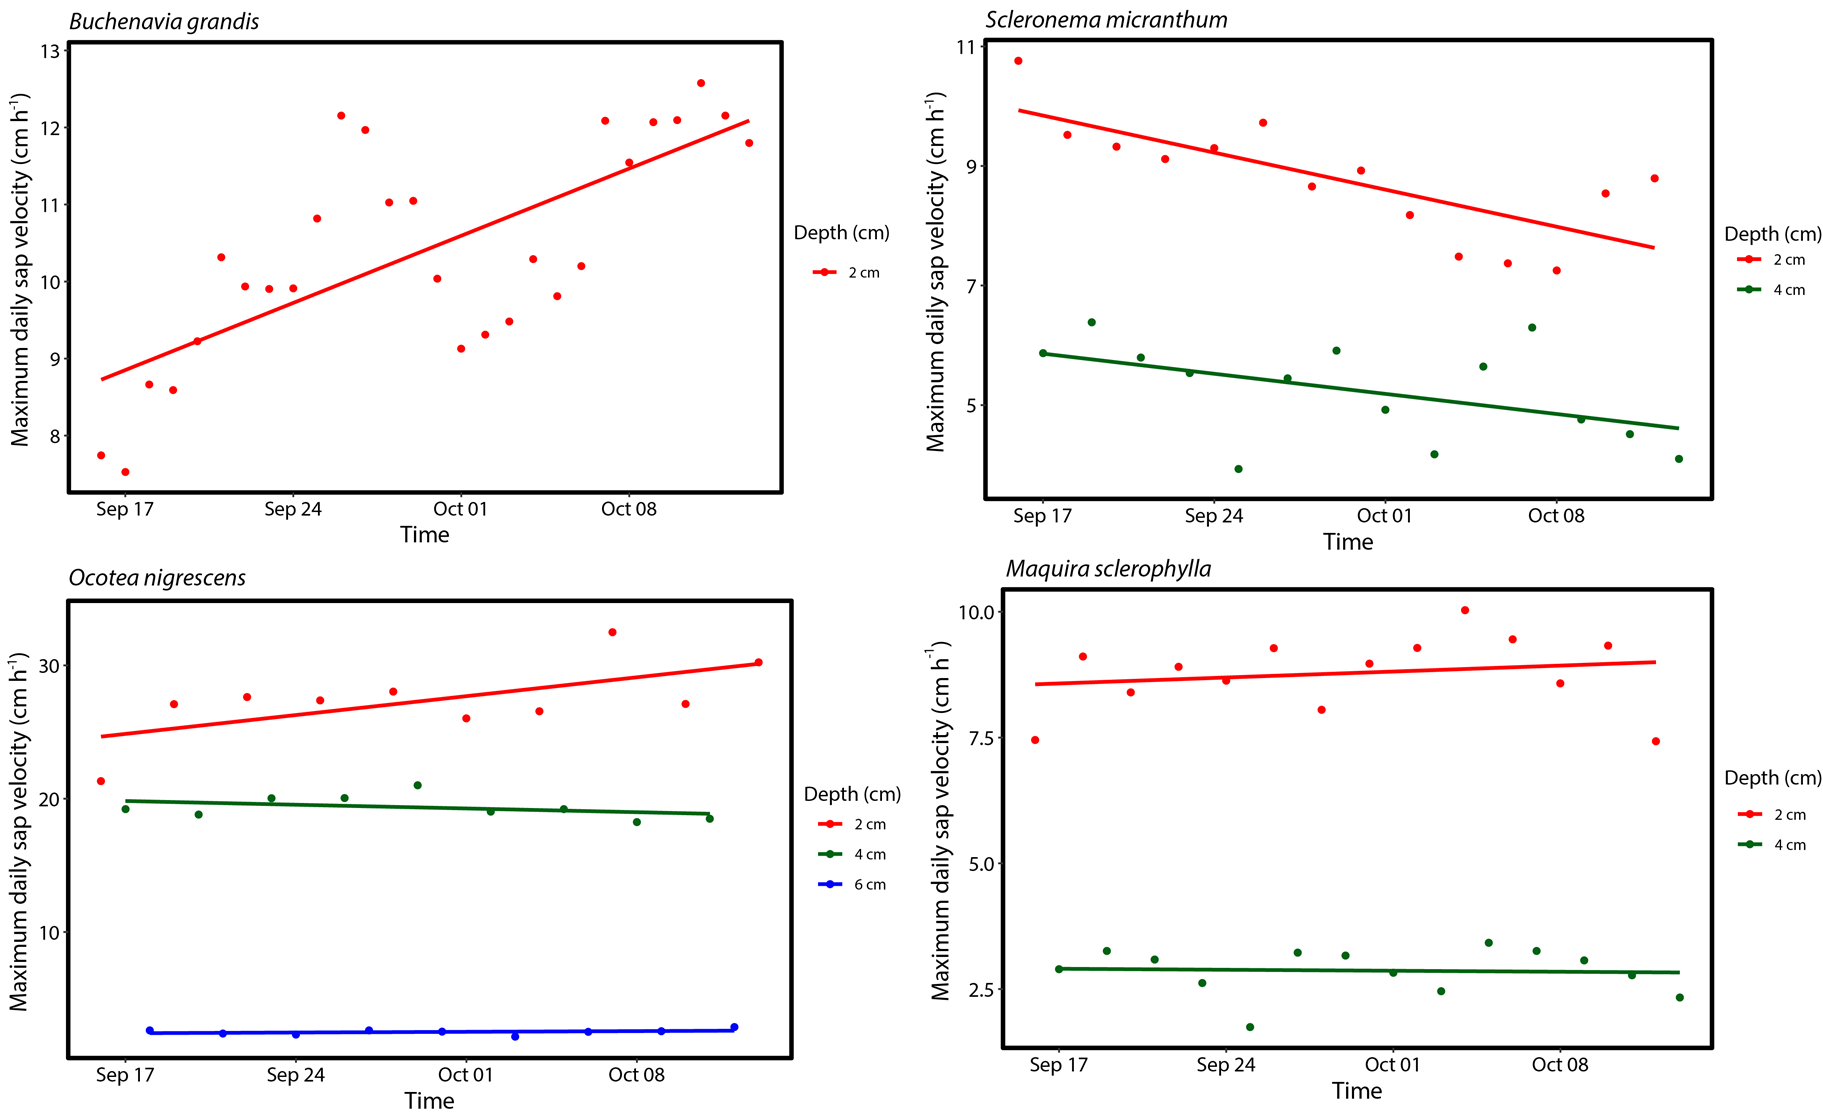 Buchenavia grandis
Maximum daily sap velocity (cm h-1)
13
12
11
10
9
8
Sep 17 Sep 24 Oct 01 Oct 08
Time
Depth (cm)
2 cm
Scleronema micranthum
Maximum daily sap velocity (cm h-1)
11
9
7
5
Sep 17 Sep 24 Oct 01 Oct 08
Time
Depth (cm)
2 cm
4 cm
Ocotea nigrescens
Maximum daily sap velocity (cm h-1)
30
20
10
Sep 17 Sep 24 Oct 01 Oct 08
Time
Depth (cm)
2 cm
4 cm
6 cm
Maquira sclerophylla
Maximum daily sap velocity (cm h-1)
10.0
7.5
5.0
2.5
Sep 17 Sep 24 Oct 01 Oct 08
Time
Depth (cm)
2 cm
4 cm